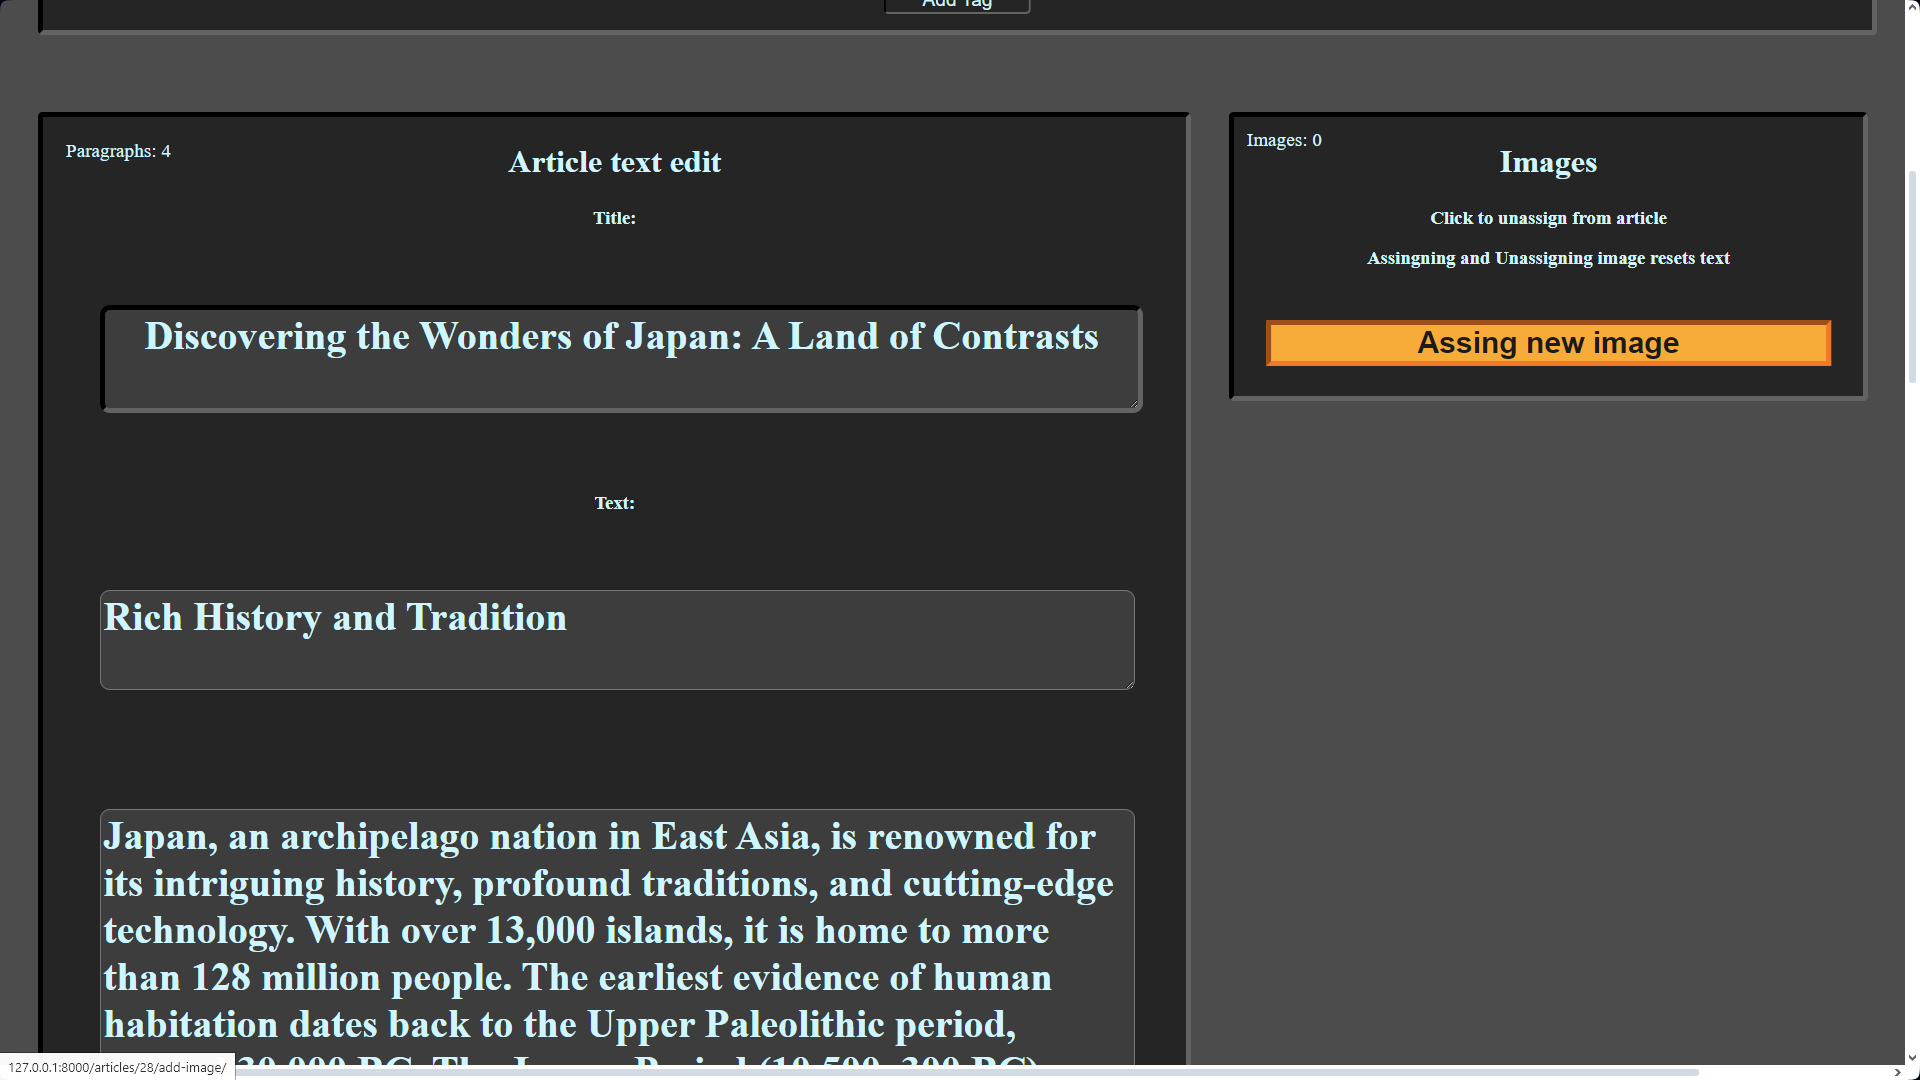 Add Tag
Paragraphs: 4
Article text edit
Title:
Discovering the Wonders of Japan: A Land of Contrasts
Text:
Rich History and Tradition
Japan, an archipelago nation in East Asia, is renowned for
its intriguing history, profound traditions, and cutting-edge
technology. With over 13,000 islands, it is home to more
than 128 million people. The earliest evidence of human
habitation dates back to the Upper Paleolithic period,
30,000 BC. The
Images: 0
Images
Click to unassign from article
Assingning and Unassigning image resets text
Assing new image
127.0.0.1:8000/articles/28/add-image/